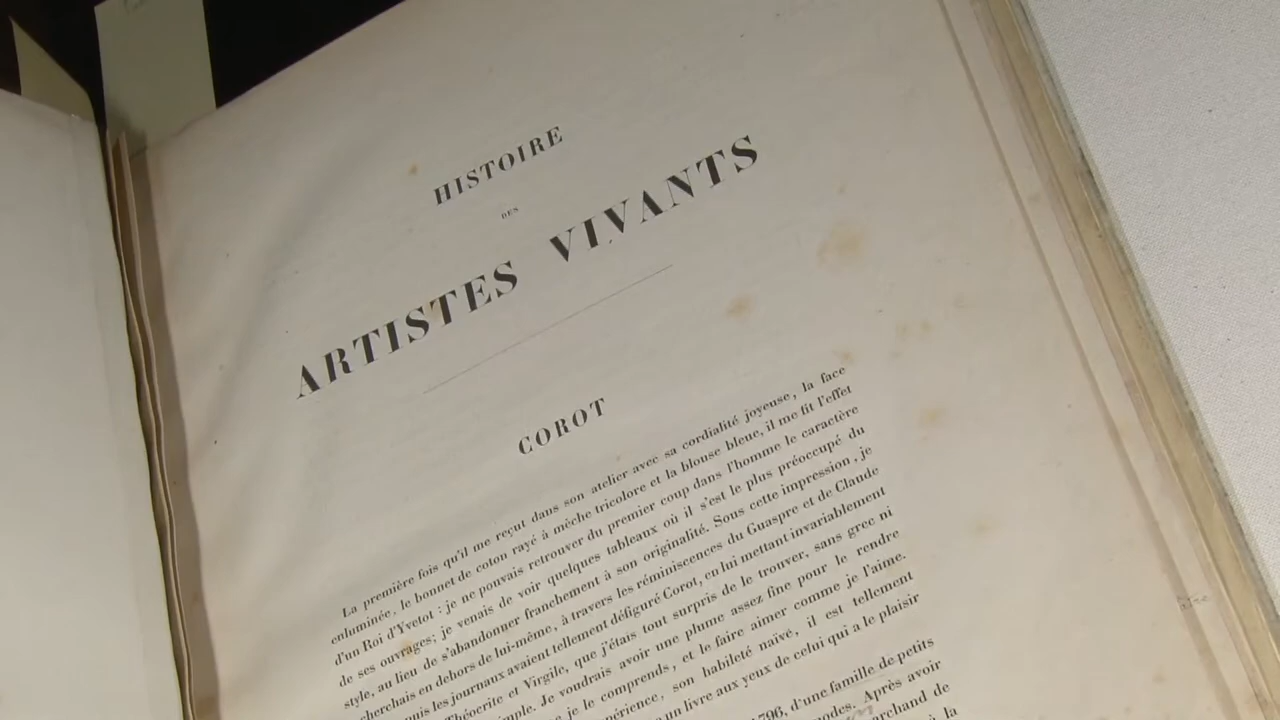 HISTOIRE
DES
ARTISTES VIVANTS
COROT
La première fois qu'il me reçut dans son atelier avec sa cordialité joyeuse, la face
enluminée, le bonnet de coton rayé à mèche tricolore et la blouse bleue, il me fit l'effet
d'un Roi d'Yvetot : je ne pouvais retrouver du premier coup dans l'homme le caractère
de ses ouvrages; je venais de voir quelques tableaux où il s'est le plus préoccupé du
style, au lieu de s'abandonner franchement à son originalité. Sous cette impression, je
cherchais en dehors de lui-même, à travers les réminiscences du Guaspre et de Claude
puis les journaux avaient tellement défiguré Corot, en lui mettant invariablement
Théocrite et Virgile, que j'étais tout surpris de le trouver, sans grec ni
simple. Je voudrais avoir une plume assez fine pour le rendre
je le comprends, et le faire aimer comme je l'aime.
périence, son habileté naïve, il est tellement
un livre aux yeux de celui qui a le plaisir
796, d'une famille de petits
modes. Après avoir
archand de
à la